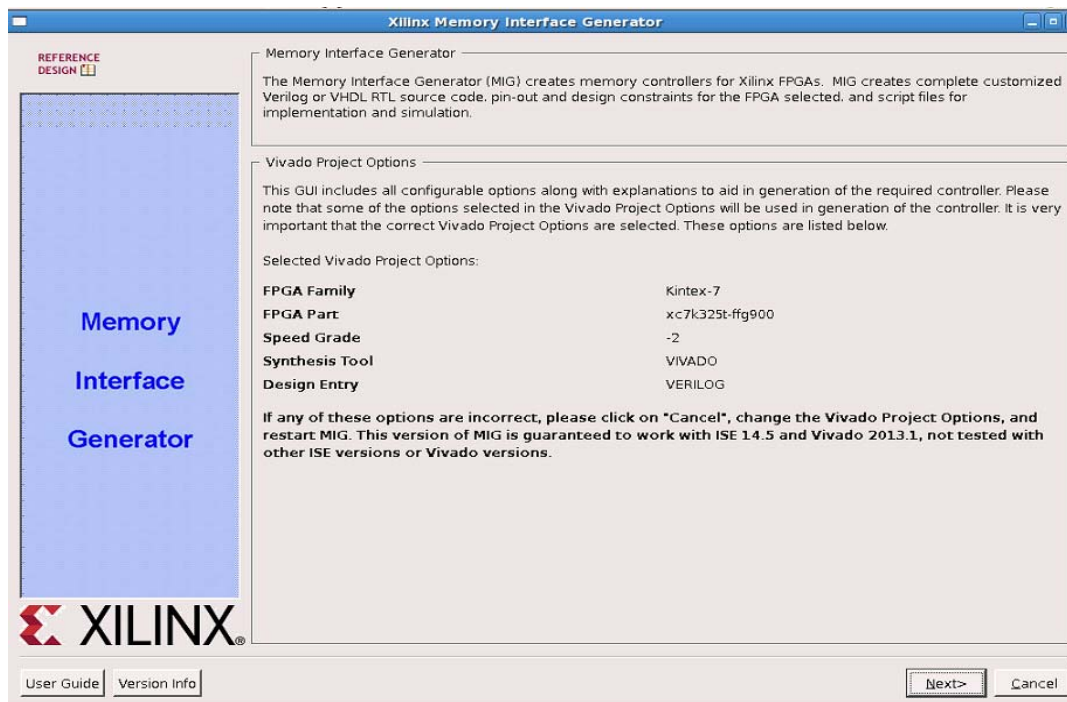 Xilinx Memory Interface Generator
REFERENCE
DESIGN
Memory
Interface
Generator
XILINX®
Memory Interface Generator
The Memory Interface Generator (MIG) creates memory controllers for Xilinx FPGAs. MIG creates complete customized
Verilog or VHDL RTL source code, pin-out and design constraints for the FPGA selected, and script files for
implementation and simulation.
Vivado Project Options
This GUI includes all configurable options along with explanations to aid in generation of the required controller. Please
note that some of the options selected in the Vivado Project Options will be used in generation of the controller. It is very
important that the correct Vivado Project Options are selected. These options are listed below.
Selected Vivado Project Options:
FPGA Family Kintex-7
FPGA Part xc7k325t-ffg900
Speed Grade -2
Synthesis Tool VIVADO
Design Entry VERILOG
If any of these options are incorrect, please click on "Cancel", change the Vivado Project Options, and
restart MIG. This version of MIG is guaranteed to work with ISE 14.5 and Vivado 2013.1, not tested with
other ISE versions or Vivado versions.
User Guide Version Info Next> Cancel